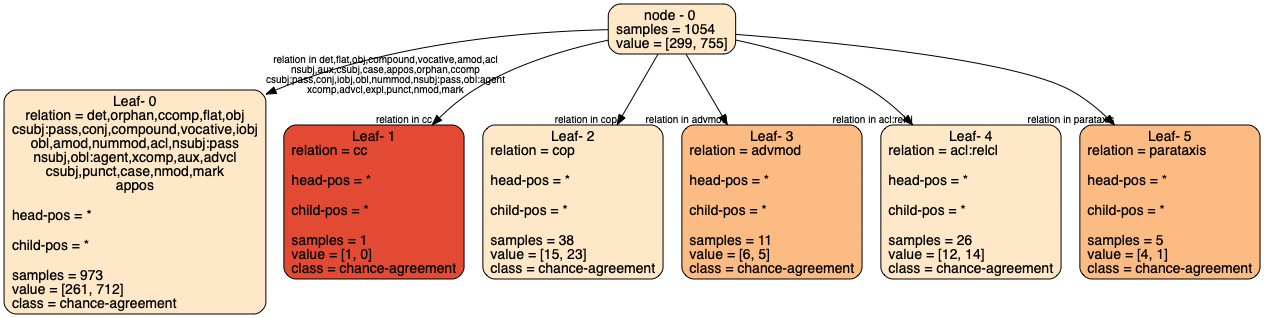 node - 0
samples = 1054
value = [299, 755]
relation in det,flat,obj,compound,vocative,amod,acl
nsubj,aux,csubj,case,appos,orphan,ccomp
csubj:pass,conj,iobj,obl,nummod,nsubj:pass,obl:agent
xcomp,advcl,expl,punct,nmod,mark
relation in cc
relation in cop
relation in advmod
relation in acl:relcl
relation in parataxis
Leaf- 0
relation = det,orphan,ccomp,flat,obj
csubj:pass,conj,compound,vocative,iobj
obl,amod,nummod,acl,nsubj:pass
nsubj,obl:agent,xcomp,aux,advcl
csubj,punct,case,nmod,mark
appos
head-pos = *
child-pos = *
samples = 973
value = [261, 712]
class = chance-agreement
Leaf- 1
relation = cc
head-pos = *
child-pos = *
samples = 1
value = [1, 0]
class = chance-agreement
Leaf- 2
relation = cop
head-pos = *
child-pos = *
samples = 38
value = [15, 23]
class = chance-agreement
Leaf- 3
relation = advmod
head-pos = *
child-pos = *
samples = 11
value = [6, 5]
class = chance-agreement
Leaf- 4
relation = acl:relcl
head-pos = *
child-pos = *
samples = 26
value = [12, 14]
class = chance-agreement
Leaf- 5
relation = parataxis
head-pos = *
child-pos = *
samples = 5
value = [4, 1]
class = chance-agreement